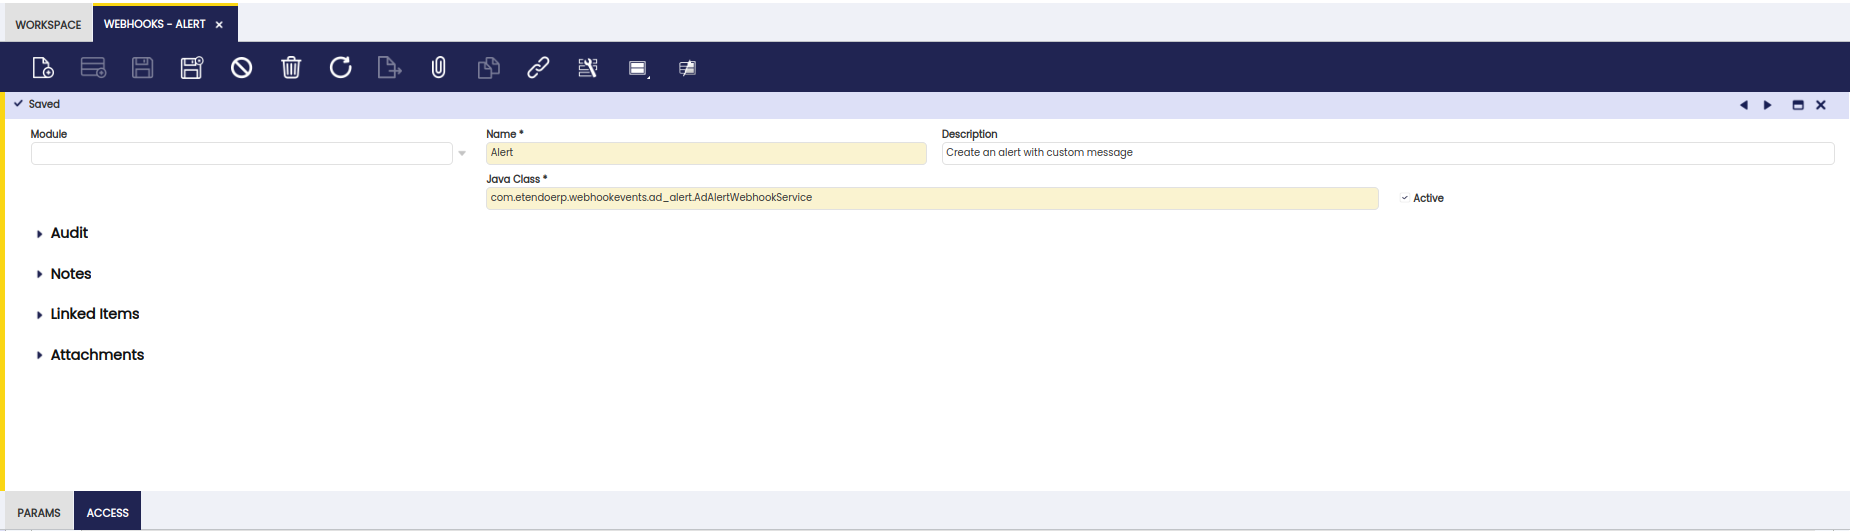 WORKSPACE
WEBHOOKS - ALERT
Saved
Module
Name *
Description
Alert
Create an alert with custom message
Java Class *
com.etendoerp.webhookevents.ad_alert.AdAlertWebhookService
Active
Audit
Notes
Linked Items
Attachments
PARAMS
ACCESS